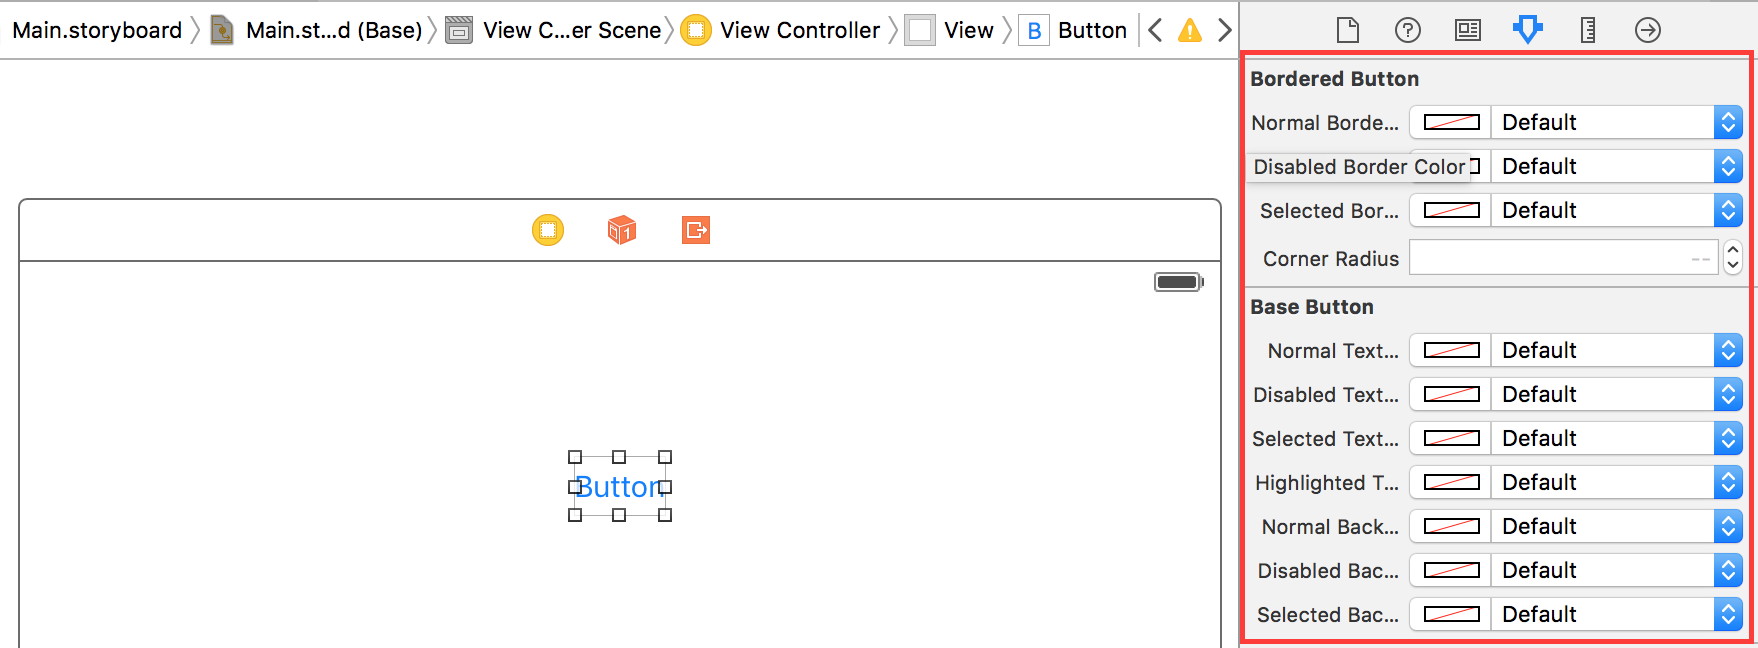 Main.storyboard
Main.st...d (Base)
View C...er Scene
View Controller
View
B Button
Bordered Button
Normal Borde... Default
Disabled Border Color Default
Selected Bor... Default
Corner Radius --
Base Button
Normal Text... Default
Disabled Text... Default
Selected Text... Default
Highlighted T... Default
Normal Back... Default
Disabled Bac... Default
Selected Bac... Default
1
Button